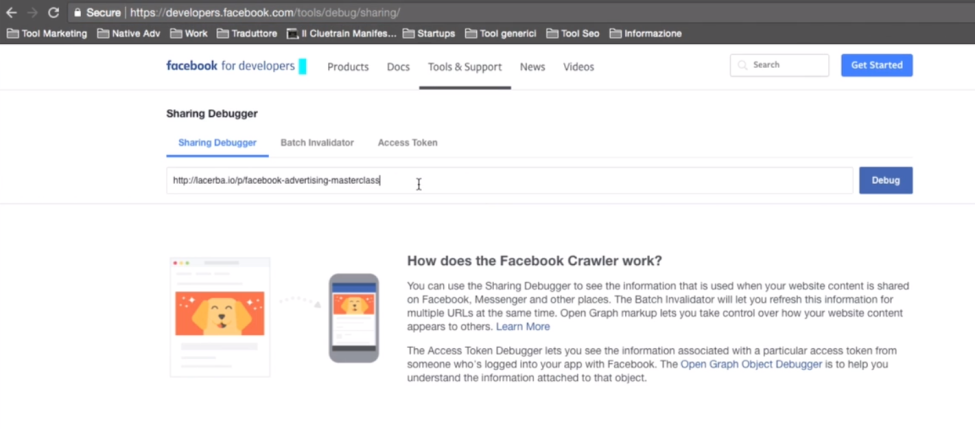 Secure https://developers.facebook.com/tools/debug/sharing/
Tool Marketing Native Adv Work Traduttore Il Cluetrain Manifes... Startups Tool generici Tool Seo Informazione
facebook for developers Products Docs Tools & Support News Videos Search Get Started
Sharing Debugger
Sharing Debugger Batch Invalidator Access Token
http://lacerba.io/p/facebook-advertising-masterclass Debug
How does the Facebook Crawler work?
You can use the Sharing Debugger to see the information that is used when your website content is shared
on Facebook, Messenger and other places. The Batch Invalidator will let you refresh this information for
multiple URLs at the same time. Open Graph markup lets you take control over how your website content
appears to others. Learn More
The Access Token Debugger lets you see the information associated with a particular access token from
someone who's logged into your app with Facebook. The Open Graph Object Debugger is to help you
understand the information attached to that object.